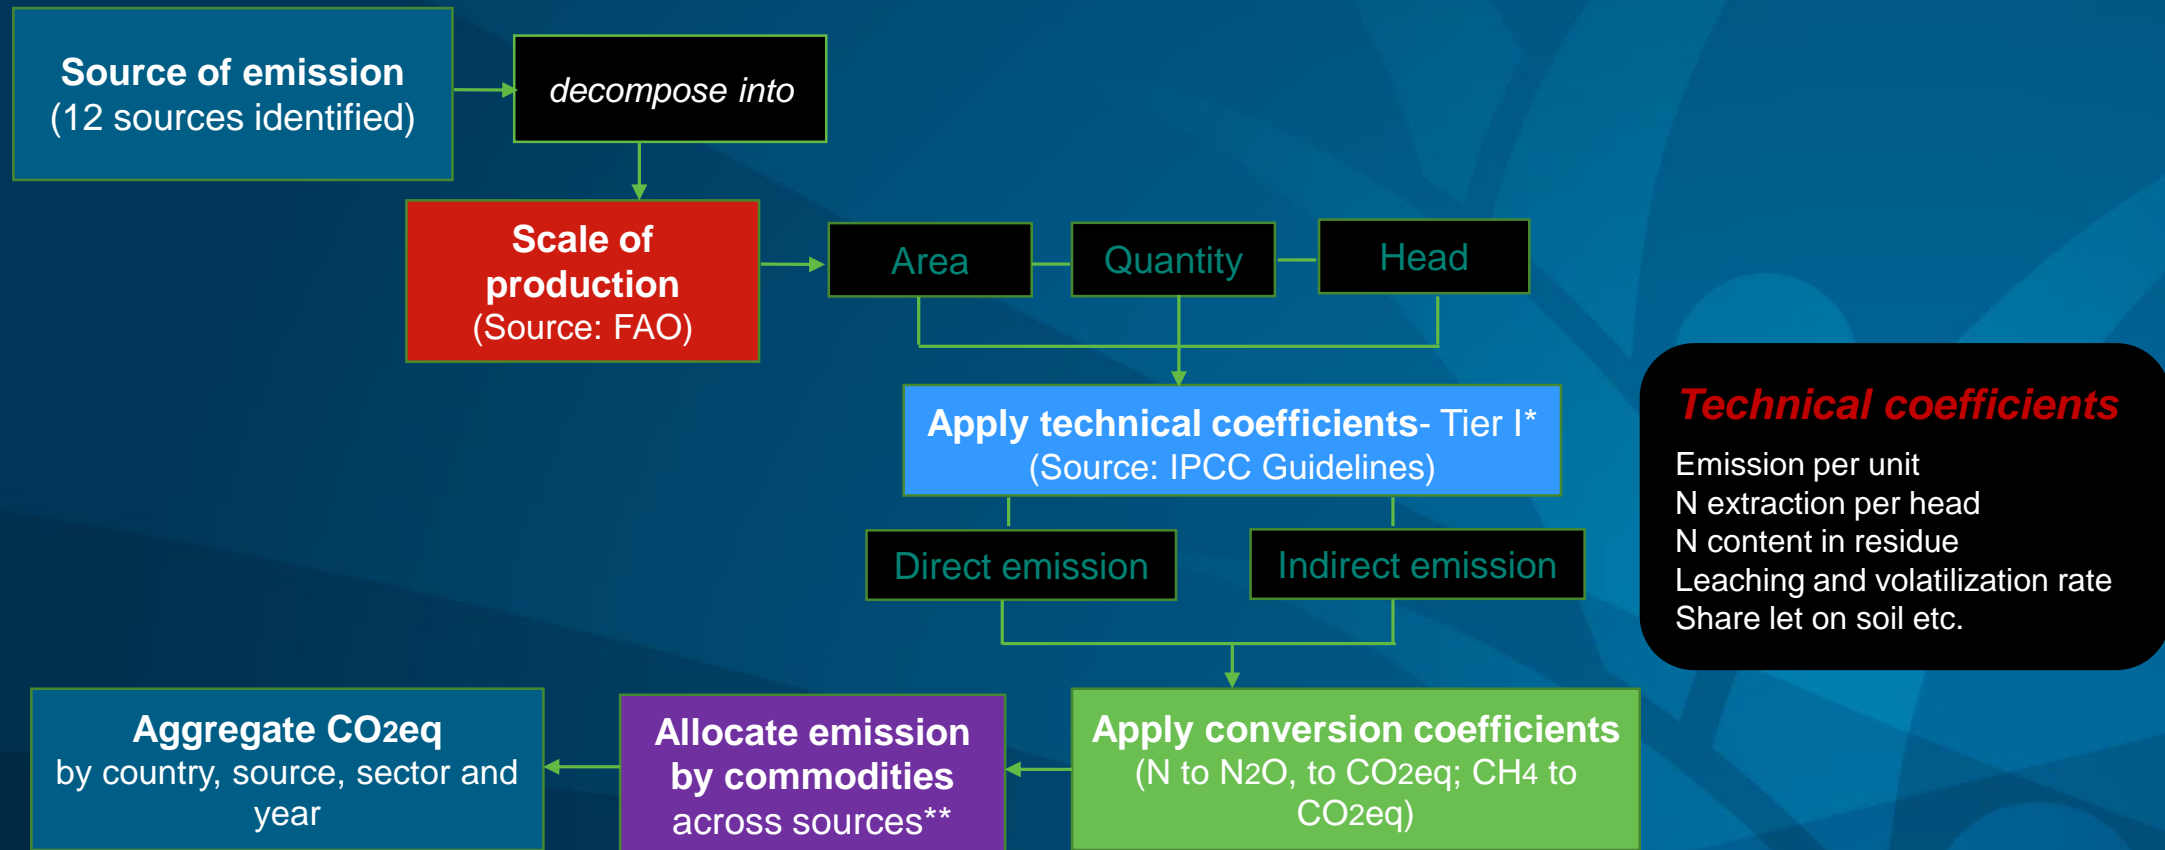 Source of emission
(12 sources identified)
decompose into
Scale of
production
(Source: FAO)
Area
Quantity
Head
Apply technical coefficients- Tier I*
(Source: IPCC Guidelines)
Technical coefficients
Emission per unit
N extraction per head
N content in residue
Leaching and volatilization rate
Share let on soil etc.
Direct emission
Indirect emission
Aggregate CO2eq
by country, source, sector and
year
Allocate emission
by commodities
across sources**
Apply conversion coefficients
(N to N2O, to CO2eq; CH4 to
CO2eq)